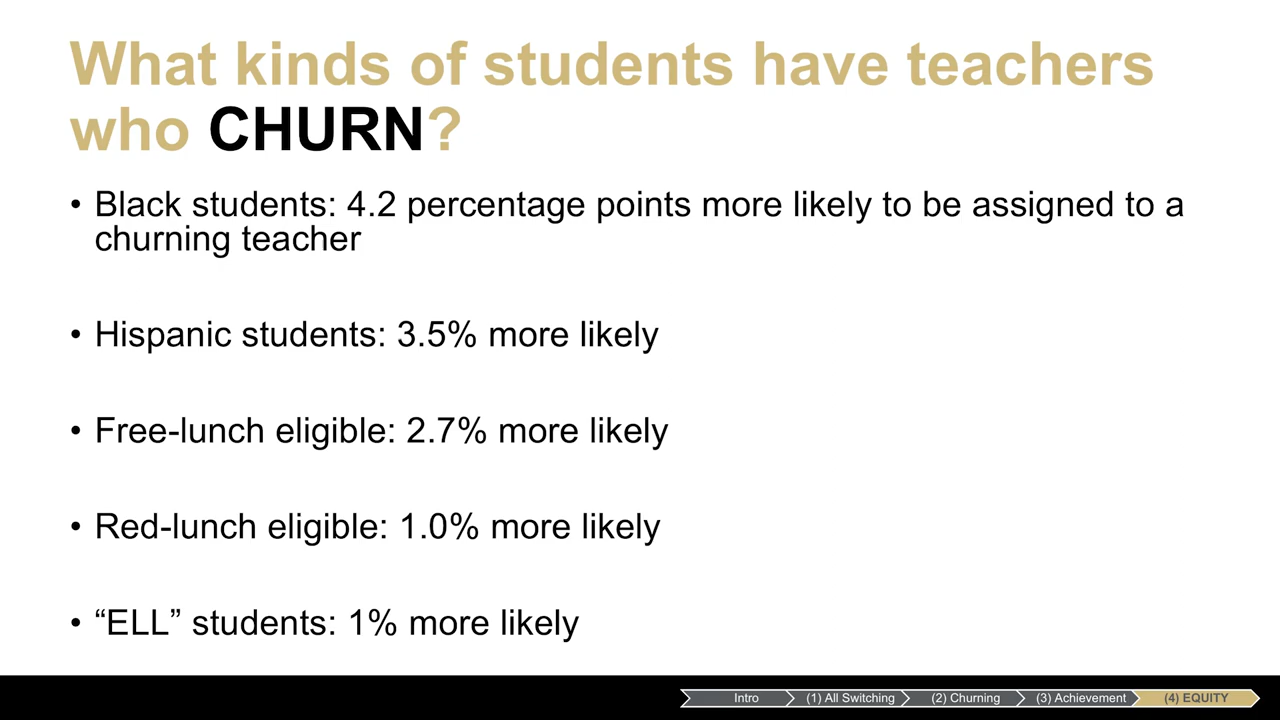 What kinds of students have teachers
who CHURN?
• Black students: 4.2 percentage points more likely to be assigned to a
churning teacher
• Hispanic students: 3.5% more likely
• Free-lunch eligible: 2.7% more likely
• Red-lunch eligible: 1.0% more likely
• “ELL” students: 1% more likely
Intro (1) All Switching (2) Churning (3) Achievement (4) EQUITY